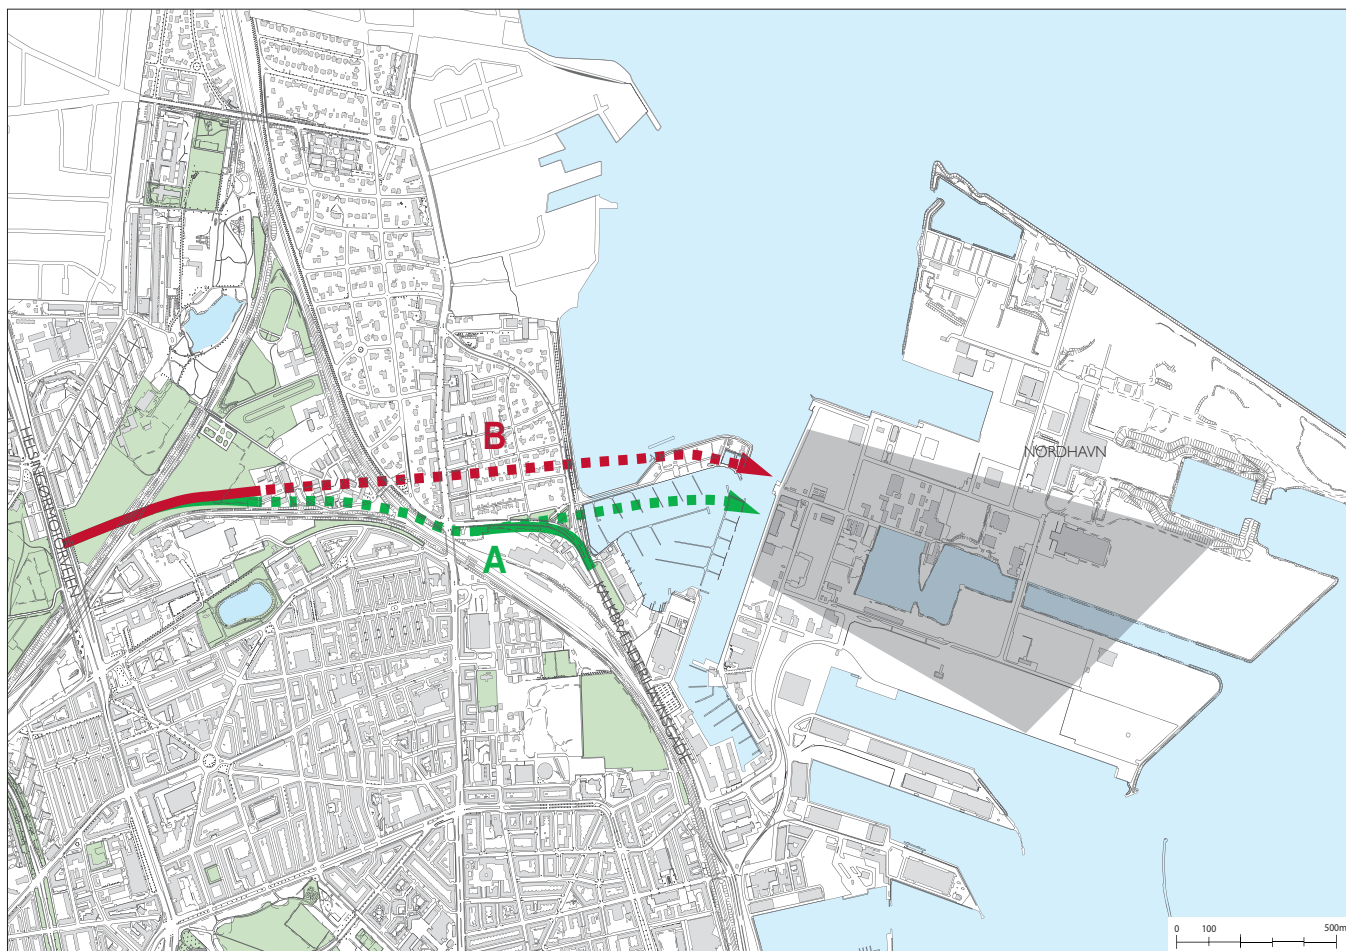 HELSINGØRMOTORVEJEN
B
NORDHAVN
A
KALKBRÆNDERIHAVNSGADE
0 100 500m